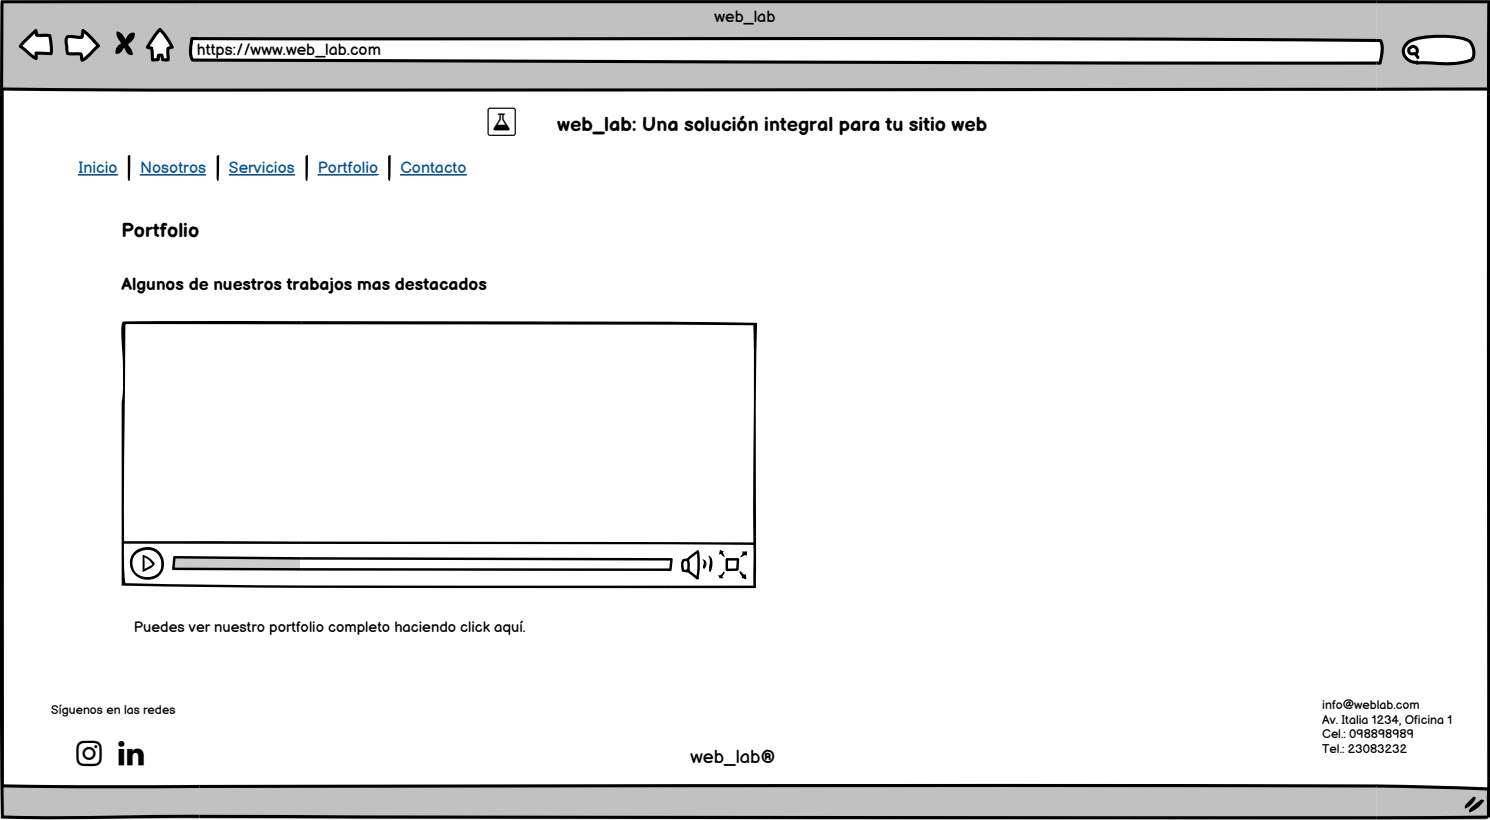 web_lab
https://www.web_lab.com
web_lab: Una solución integral para tu sitio web
Inicio | Nosotros | Servicios | Portfolio | Contacto
Portfolio
Algunos de nuestros trabajos mas destacados
Puedes ver nuestro portfolio completo haciendo click aquí.
Síguenos en las redes
in
web_lab®
info@weblab.com
Av. Italia 1234, Oficina 1
Cel.: 098898989
Tel.: 23083232